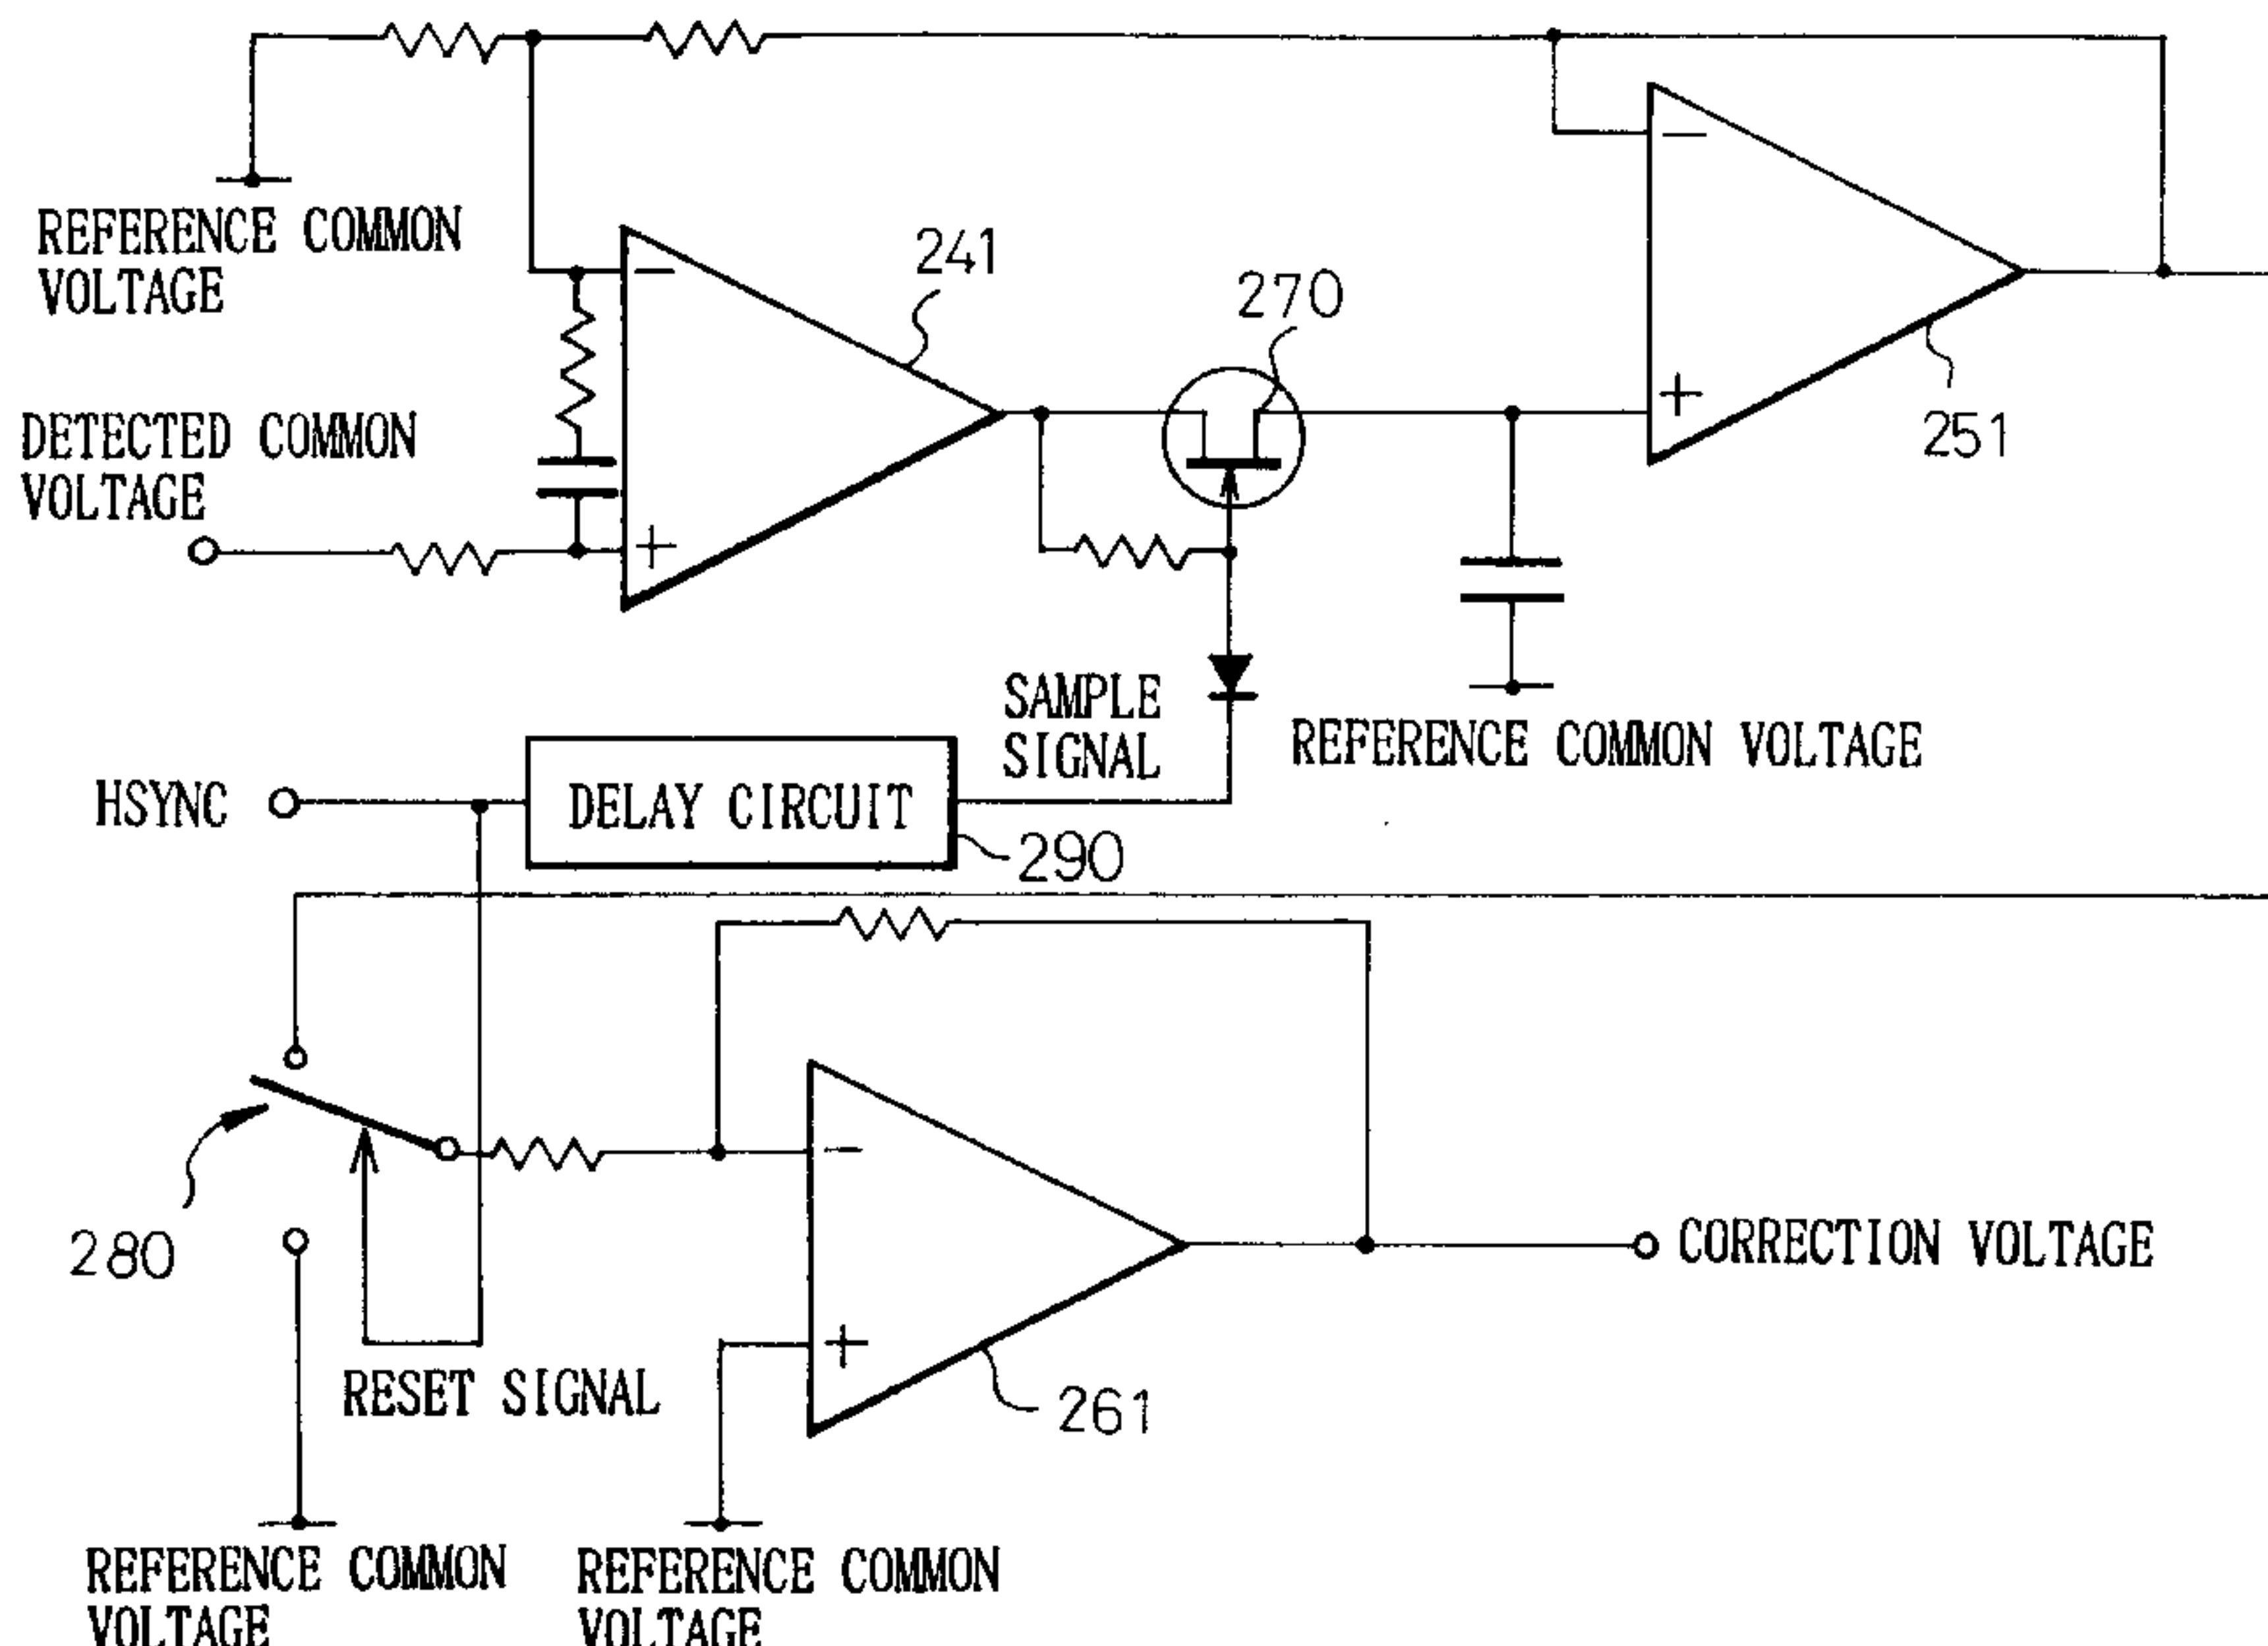 REFERENCE COMMON
VOLTAGE
241
270
251
DETECTED COMMON
VOLTAGE
SAMPLE
SIGNAL
REFERENCE COMMON VOLTAGE
HSYNC
DELAY CIRCUIT
290
280
RESET SIGNAL
261
CORRECTION VOLTAGE
REFERENCE COMMON
VOLTAGE
REFERENCE COMMON
VOLTAGE